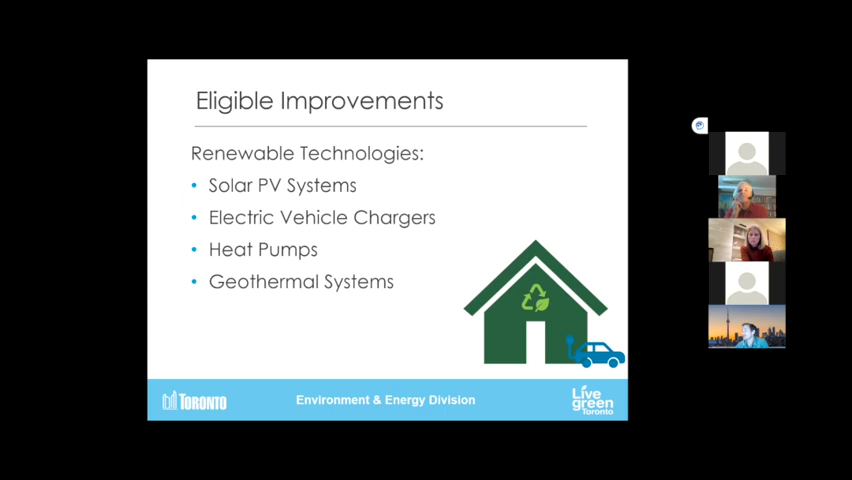 Eligible Improvements
Renewable Technologies:
• Solar PV Systems
• Electric Vehicle Chargers
• Heat Pumps
• Geothermal Systems
TORONTO
Environment & Energy Division
Live
green
Toronto